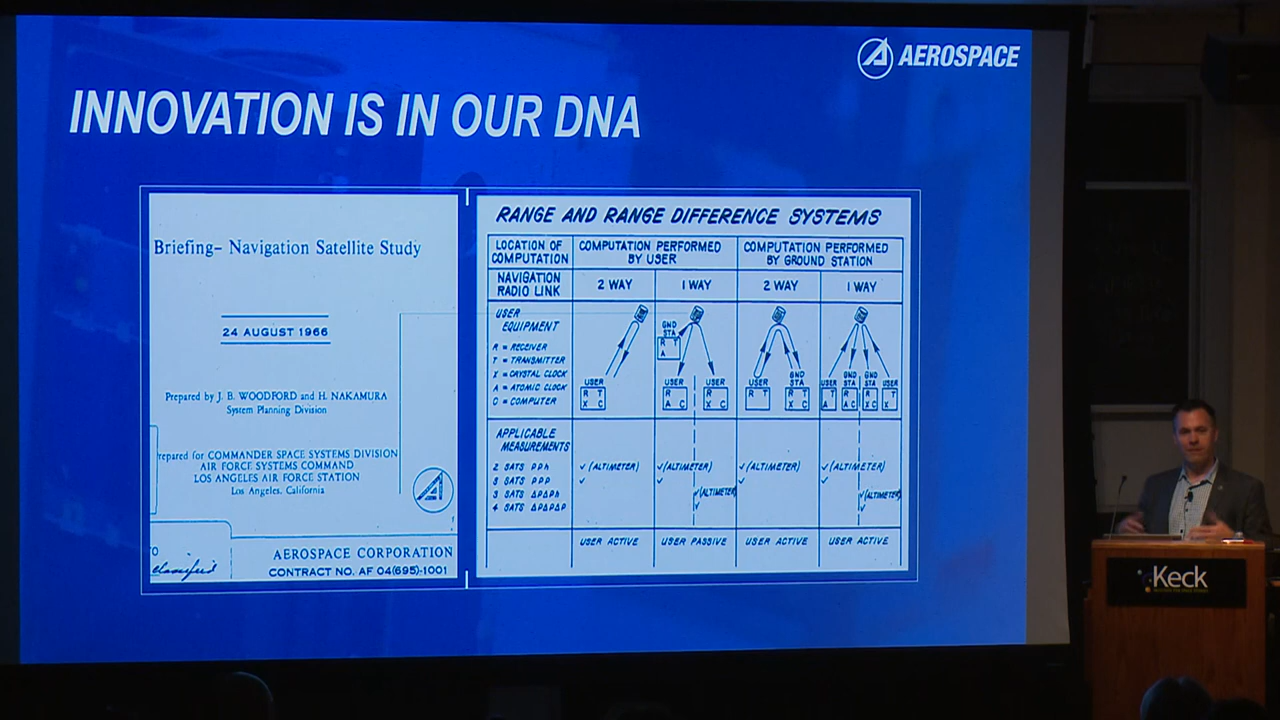 AEROSPACE
INNOVATION IS IN OUR DNA
Briefing– Navigation Satellite Study
24 AUGUST 1966
Prepared by J. B. WOODFORD and H. NAKAMURA
System Planning Division
repared for COMMANDER SPACE SYSTEMS DIVISION
AIR FORCE SYSTEMS COMMAND
LOS ANGELES AIR FORCE STATION
Los Angeles, California
TO
classified
AEROSPACE CORPORATION
CONTRACT NO. AF 04(695)-1001
RANGE AND RANGE DIFFERENCE SYSTEMS
LOCATION OF COMPUTATION
COMPUTATION PERFORMED BY USER
COMPUTATION PERFORMED BY GROUND STATION
NAVIGATION RADIO LINK
2 WAY
1 WAY
2 WAY
1 WAY
USER EQUIPMENT
R = RECEIVER
T = TRANSMITTER
X = CRYSTAL CLOCK
A = ATOMIC CLOCK
C = COMPUTER
USER
R T
X C
GND STA
R T
A
USER
R
A C
USER
R
X C
USER
R T
GND STA
R T
X C
USER
T
A
GND STA
R
A C
GND STA
R
X C
USER
T
X
APPLICABLE MEASUREMENTS
2 SATS ρρh
✓(ALTIMETER)
✓(ALTIMETER)
✓(ALTIMETER)
✓(ALTIMETER)
3 SATS ρρρ
✓
✓
✓
✓
3 SATS ΔρΔρh
✓(ALTIMETER)
✓(ALTIMETER)
4 SATS ΔρΔρΔρ
✓
✓
USER ACTIVE
USER PASSIVE
USER ACTIVE
USER ACTIVE
Keck